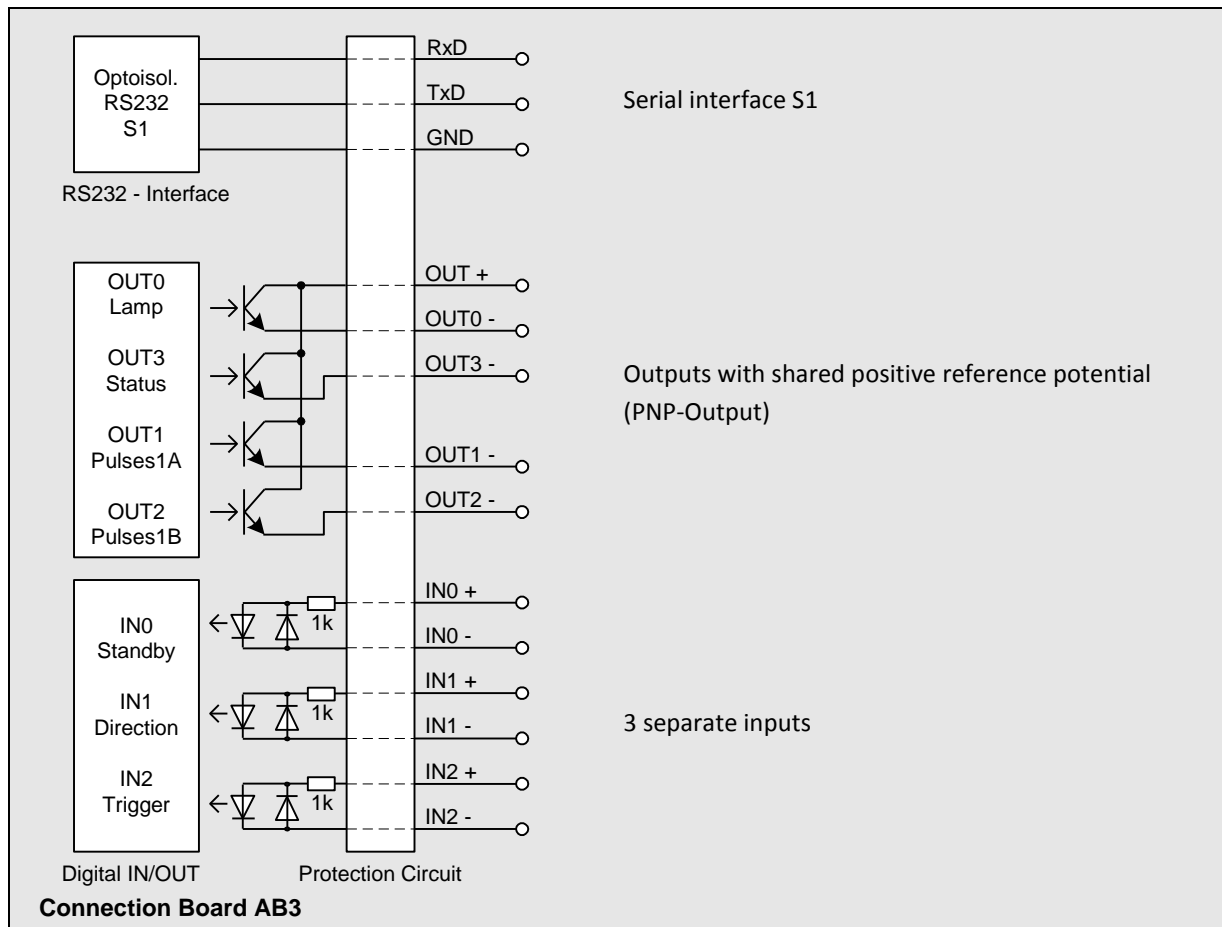 Optoisol.
RS232
S1
RxD
TxD
GND
Serial interface S1
RS232 - Interface
OUT0
Lamp
OUT3
Status
OUT1
Pulses1A
OUT2
Pulses1B
OUT +
OUT0 -
OUT3 -
OUT1 -
OUT2 -
Outputs with shared positive reference potential
(PNP-Output)
IN0
Standby
IN1
Direction
IN2
Trigger
1k
1k
1k
IN0 +
IN0 -
IN1 +
IN1 -
IN2 +
IN2 -
3 separate inputs
Digital IN/OUT
Protection Circuit
Connection Board AB3